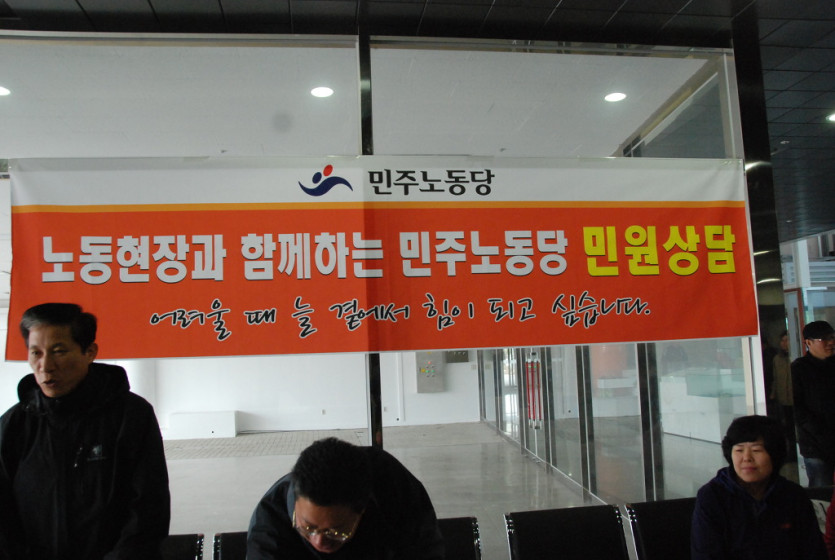 민주노동당
노동현장과 함께하는 민주노동당 민원상담
어려울 때 늘 곁에서 힘이 되고 싶습니다.